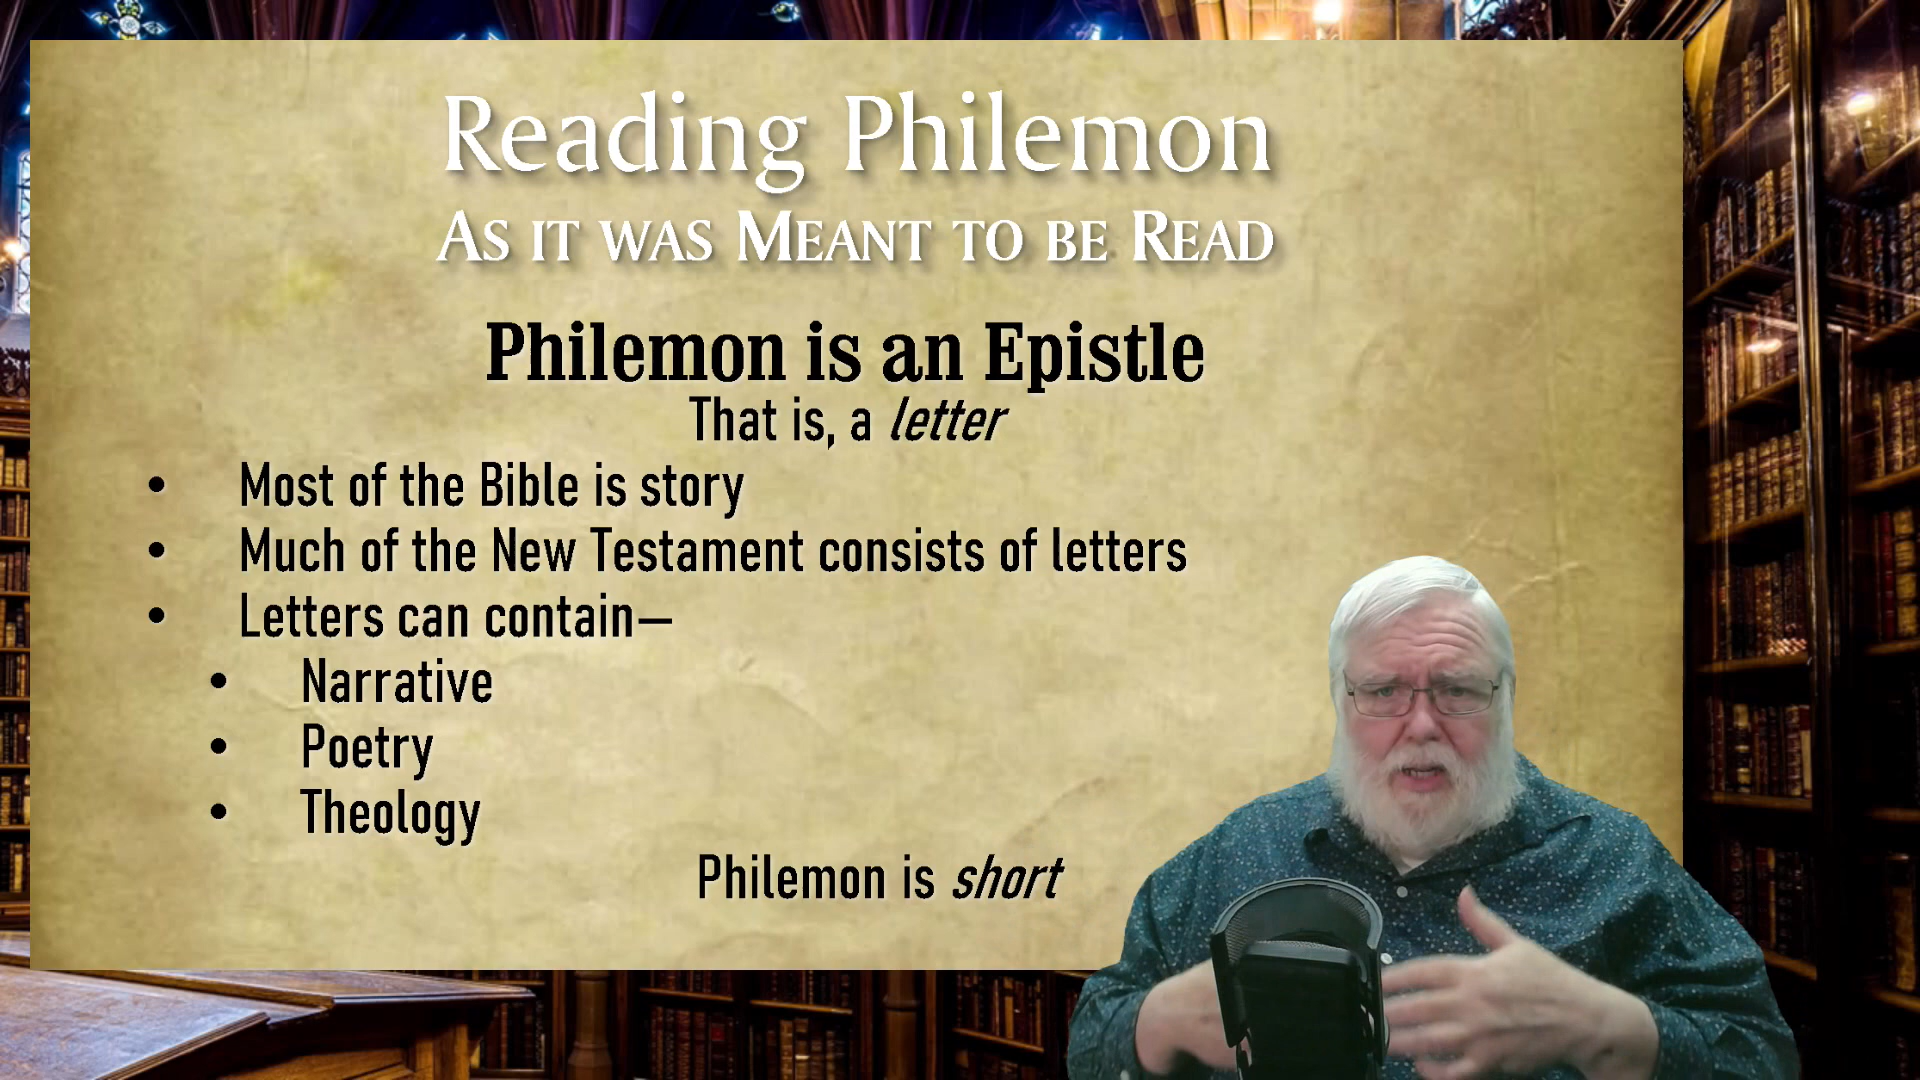 Reading Philemon
As it was Meant to be Read
Philemon is an Epistle
That is, a letter
• Most of the Bible is story
• Much of the New Testament consists of letters
• Letters can contain—
• Narrative
• Poetry
• Theology
Philemon is short